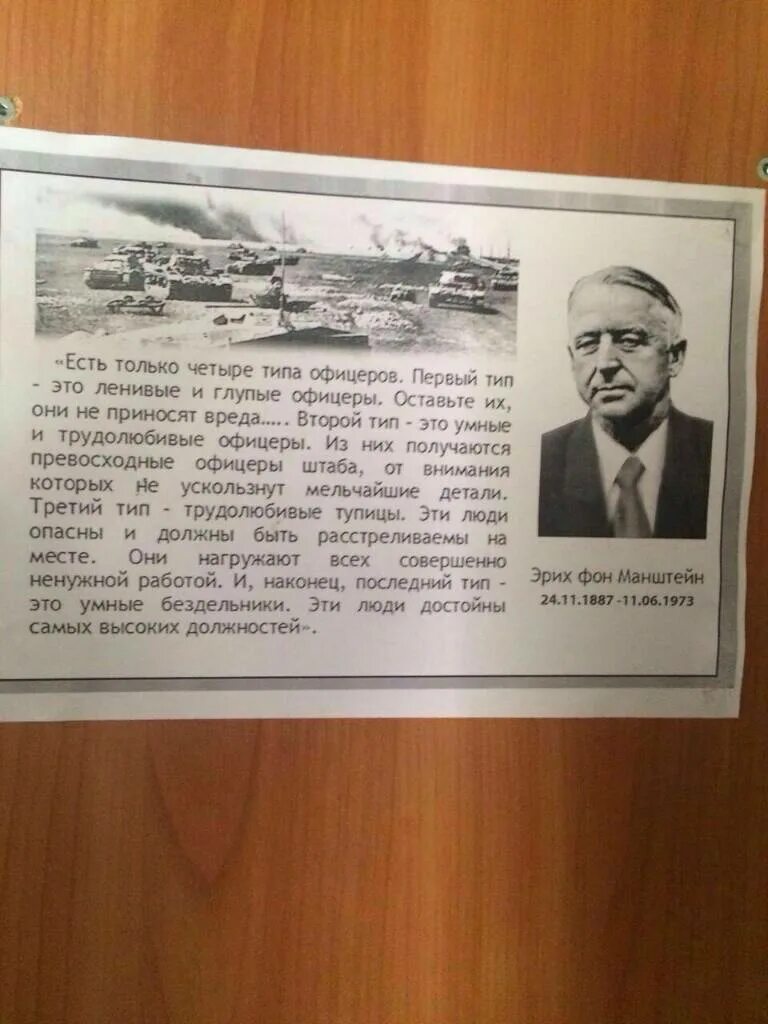 «Есть только четыре типа офицеров. Первый тип
- это ленивые и глупые офицеры. Оставьте их,
они не приносят вреда..... Второй тип - это умные
и трудолюбивые офицеры. Из них получаются
превосходные офицеры штаба, от внимания
которых не ускользнут мельчайшие детали.
Третий тип - трудолюбивые тупицы. Эти люди
опасны и должны быть расстреливаемы на
месте. Они нагружают всех совершенно
ненужной работой. И, наконец, последний тип -
это умные бездельники. Эти люди достойны
самых высоких должностей».
Эрих фон Манштейн
24.11.1887 -11.06.1973